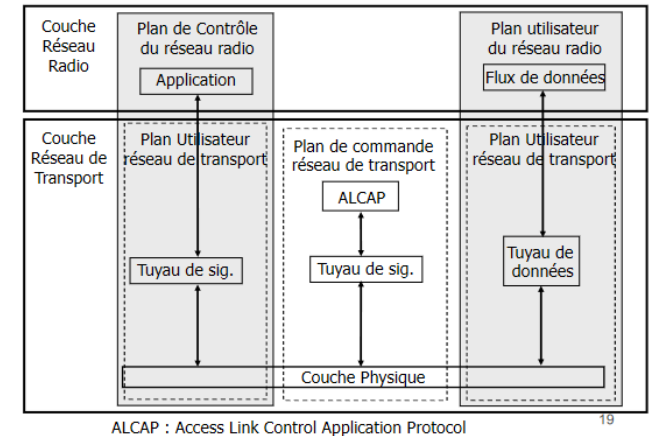 Couche
Réseau
Radio
Plan de Contrôle
du réseau radio
Application
Plan utilisateur
du réseau radio
Flux de données
Couche
Réseau de
Transport
Plan Utilisateur
réseau de transport
Tuyau de sig.
Plan de commande
réseau de transport
ALCAP
Tuyau de sig.
Plan Utilisateur
réseau de transport
Tuyau de
données
Couche Physique
ALCAP : Access Link Control Application Protocol
19